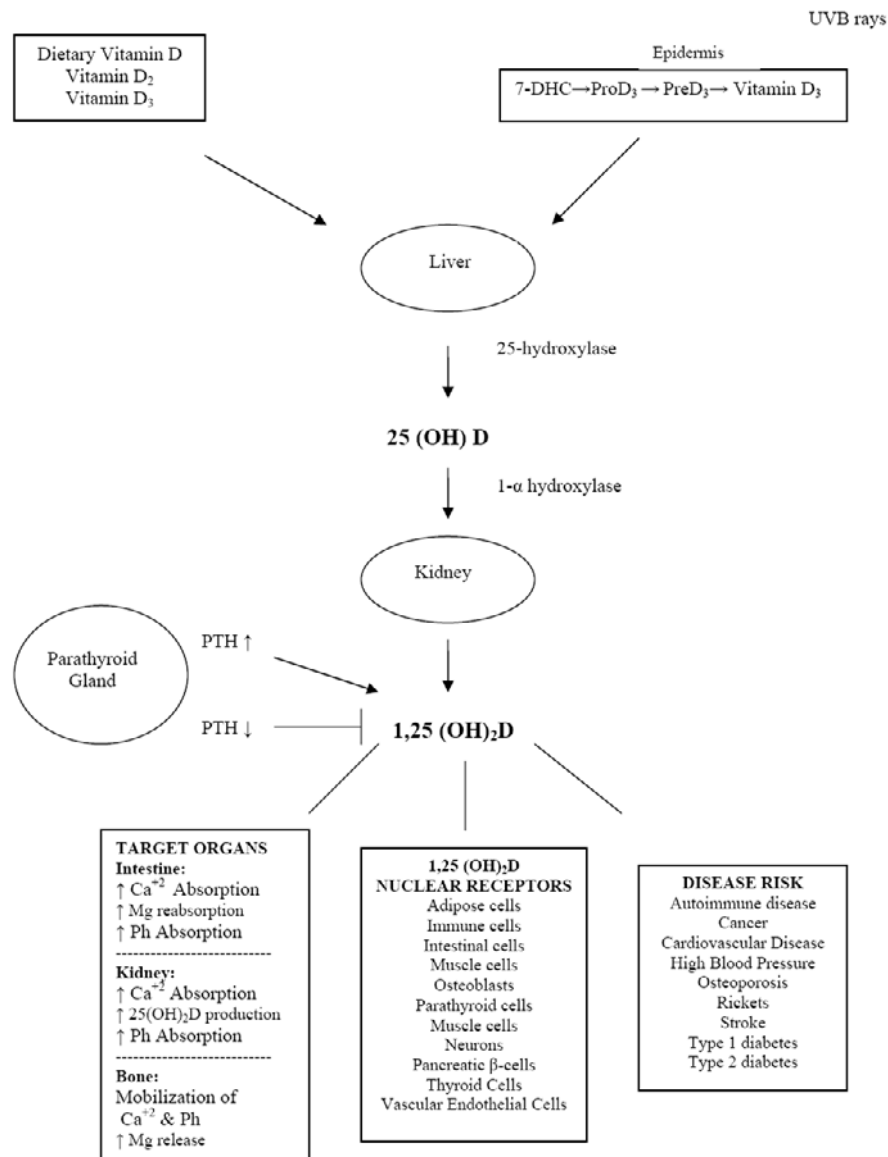 UVB rays
Dietary Vitamin D
Vitamin D₂
Vitamin D₃
Epidermis
7-DHC→ProD₃→PreD₃→ Vitamin D₃
Liver
25-hydroxylase
25 (OH) D
1-α hydroxylase
Kidney
Parathyroid
Gland
PTH ↑
PTH ↓
1,25 (OH)₂D
TARGET ORGANS
Intestine:
↑ Ca⁺² Absorption
↑ Mg reabsorption
↑ Ph Absorption
---------------------------
Kidney:
↑ Ca⁺² Absorption
↑ 25(OH)₂D production
↑ Ph Absorption
---------------------------
Bone:
Mobilization of
Ca⁺² & Ph
↑ Mg release
1,25 (OH)₂D
NUCLEAR RECEPTORS
Adipose cells
Immune cells
Intestinal cells
Muscle cells
Osteoblasts
Parathyroid cells
Muscle cells
Neurons
Pancreatic β-cells
Thyroid Cells
Vascular Endothelial Cells
DISEASE RISK
Autoimmune disease
Cancer
Cardiovascular Disease
High Blood Pressure
Osteoporosis
Rickets
Stroke
Type 1 diabetes
Type 2 diabetes